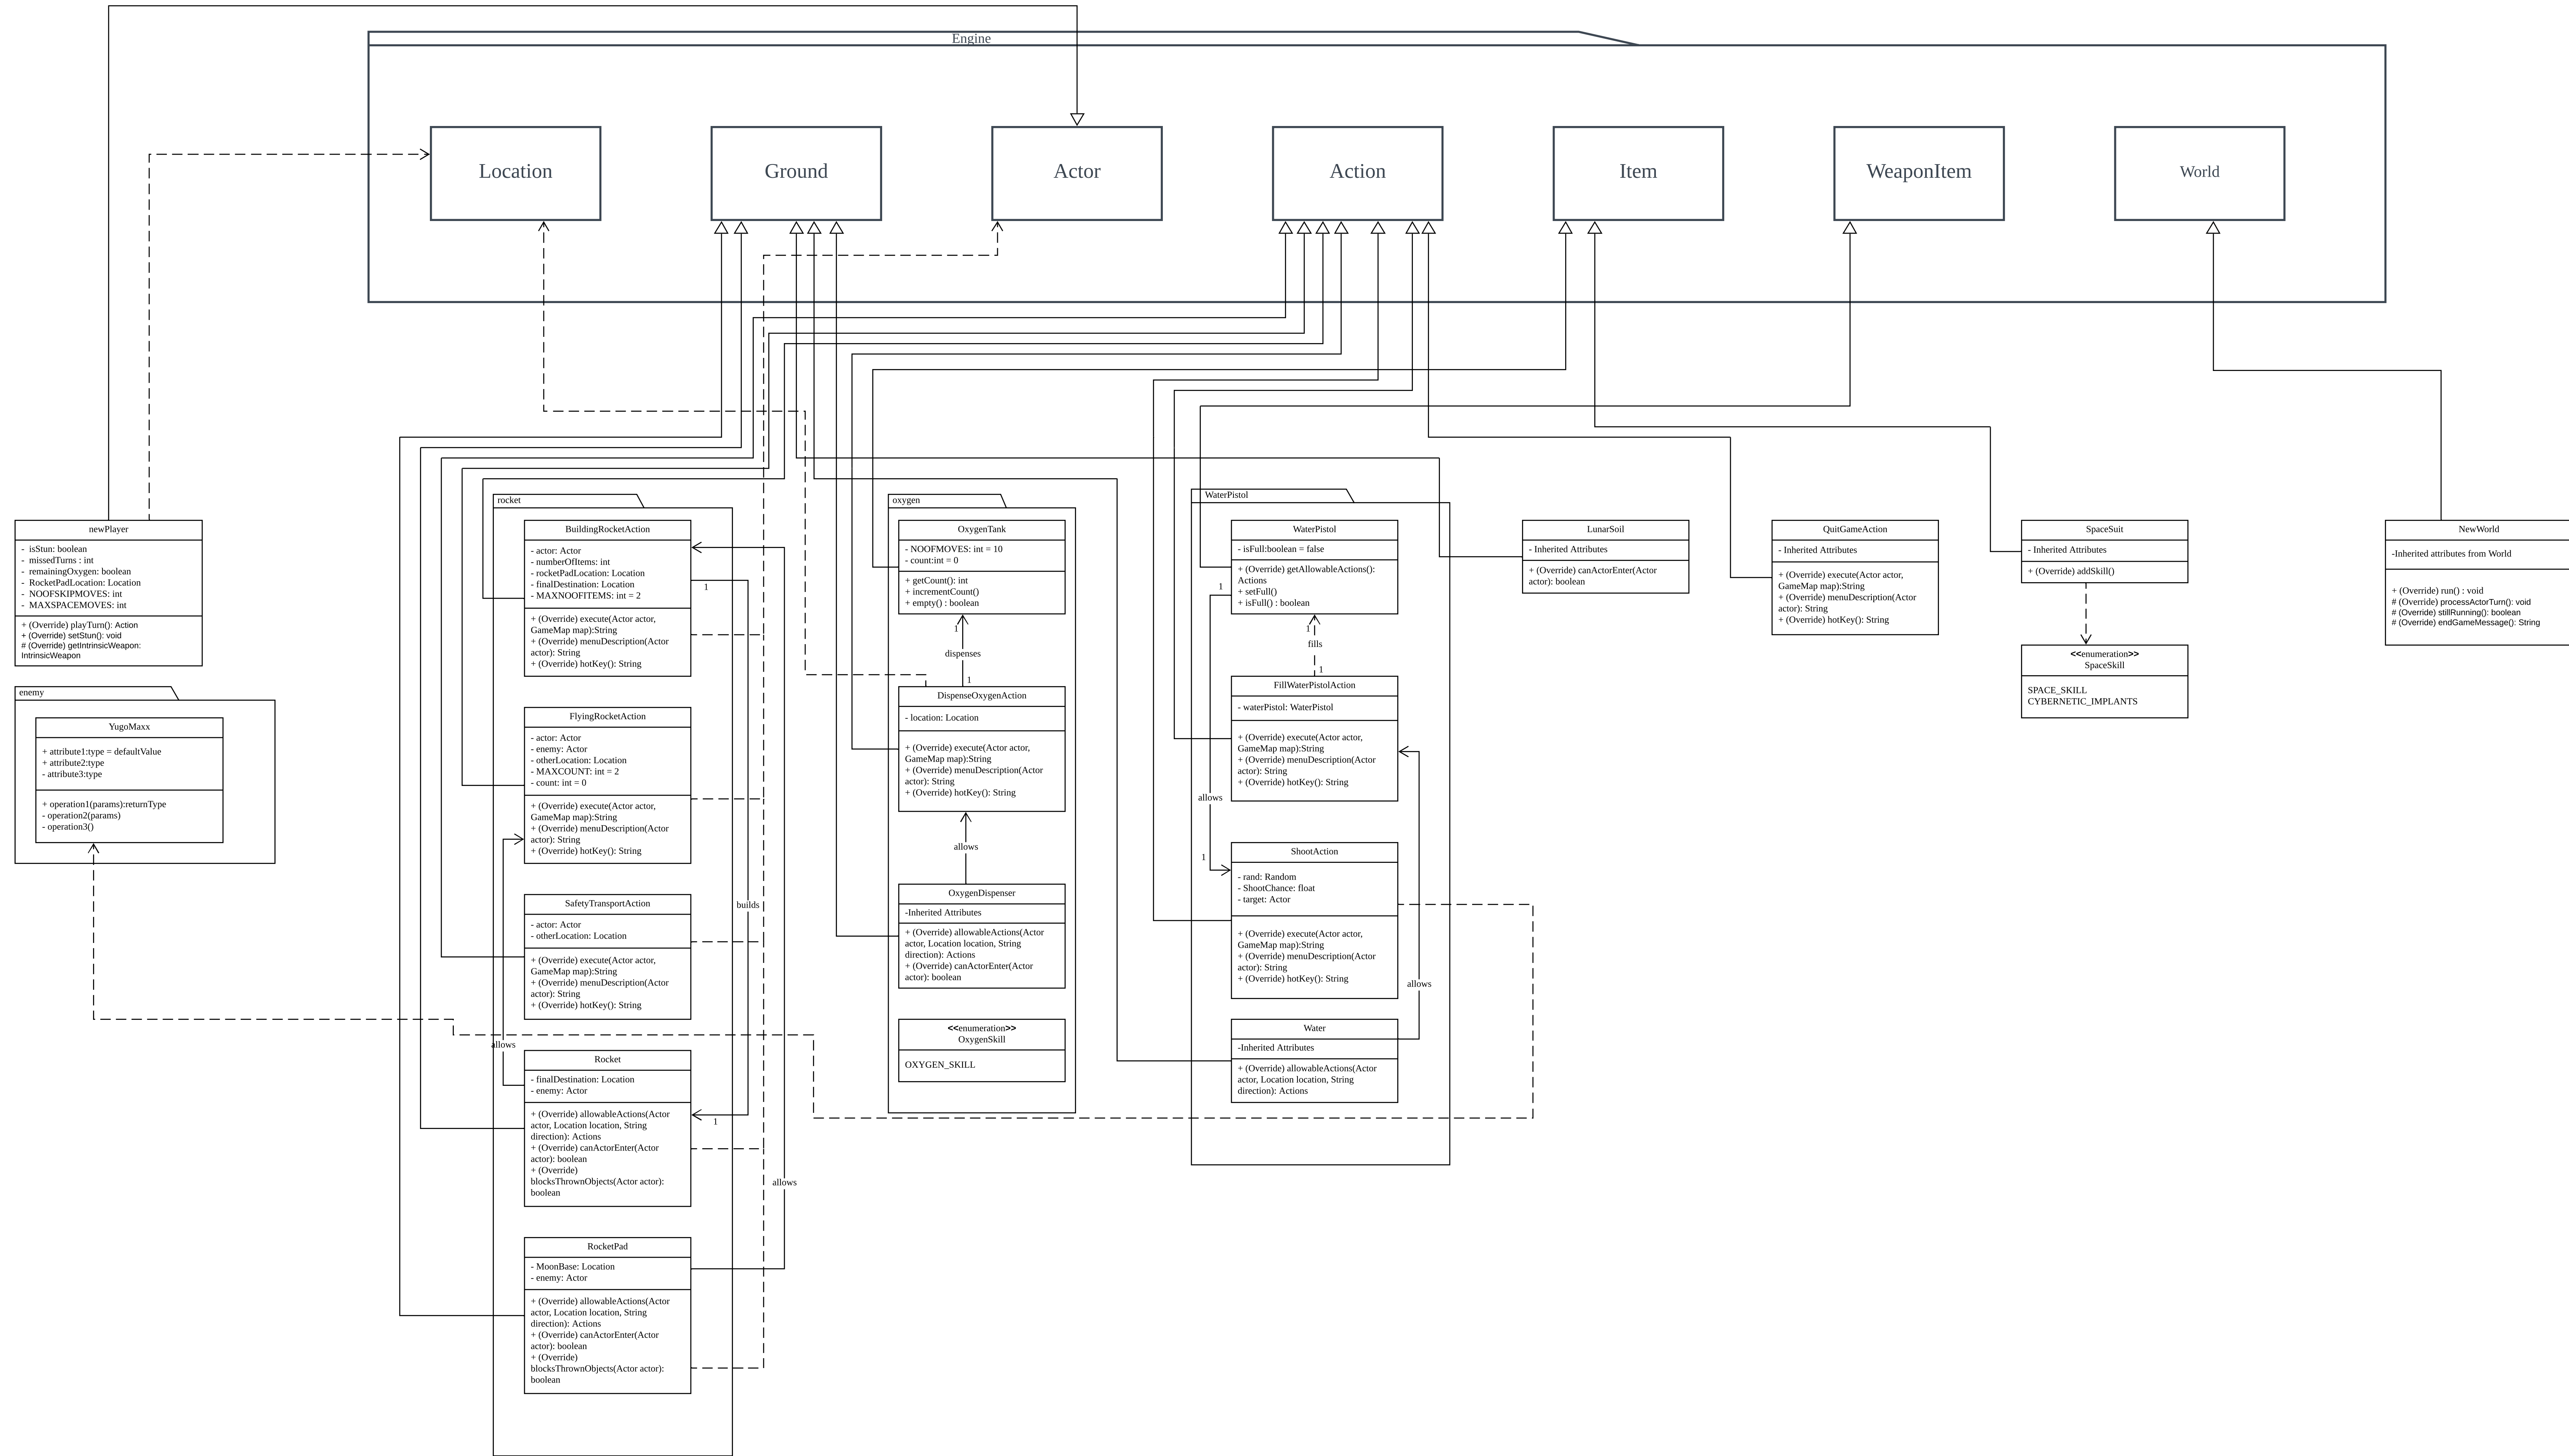 Engine
Location
Ground
Actor
Action
Item
WeaponItem
World
newPlayer
- isStun: boolean
- missedTurns : int
- remainingOxygen: boolean
- RocketPadLocation: Location
- NOOFSKIPMOVES: int
- MAXSPACEMOVES: int
+ (Override) playTurn(): Action
+ (Override) setStun(): void
# (Override) getIntrinsicWeapon:
IntrinsicWeapon
enemy
YugoMaxx
+ attribute1:type = defaultValue
+ attribute2:type
- attribute3:type
+ operation1(params):returnType
- operation2(params)
- operation3()
rocket
BuildingRocketAction
- actor: Actor
- numberOfItems: int
- rocketPadLocation: Location
- finalDestination: Location
- MAXNOOFITEMS: int = 2
+ (Override) execute(Actor actor,
GameMap map):String
+ (Override) menuDescription(Actor
actor): String
+ (Override) hotKey(): String
1
FlyingRocketAction
- actor: Actor
- enemy: Actor
- otherLocation: Location
- MAXCOUNT: int = 2
- count: int = 0
+ (Override) execute(Actor actor,
GameMap map):String
+ (Override) menuDescription(Actor
actor): String
+ (Override) hotKey(): String
SafetyTransportAction
- actor: Actor
- otherLocation: Location
+ (Override) execute(Actor actor,
GameMap map):String
+ (Override) menuDescription(Actor
actor): String
+ (Override) hotKey(): String
builds
allows
Rocket
- finalDestination: Location
- enemy: Actor
+ (Override) allowableActions(Actor
actor, Location location, String
direction): Actions
+ (Override) canActorEnter(Actor
actor): boolean
+ (Override)
blocksThrownObjects(Actor actor):
boolean
1
allows
RocketPad
- MoonBase: Location
- enemy: Actor
+ (Override) allowableActions(Actor
actor, Location location, String
direction): Actions
+ (Override) canActorEnter(Actor
actor): boolean
+ (Override)
blocksThrownObjects(Actor actor):
boolean
oxygen
OxygenTank
- NOOFMOVES: int = 10
- count:int = 0
+ getCount(): int
+ incrementCount()
+ empty() : boolean
1
dispenses
1
DispenseOxygenAction
- location: Location
+ (Override) execute(Actor actor,
GameMap map):String
+ (Override) menuDescription(Actor
actor): String
+ (Override) hotKey(): String
allows
OxygenDispenser
-Inherited Attributes
+ (Override) allowableActions(Actor
actor, Location location, String
direction): Actions
+ (Override) canActorEnter(Actor
actor): boolean
<<enumeration>>
OxygenSkill
OXYGEN_SKILL
WaterPistol
WaterPistol
- isFull:boolean = false
+ (Override) getAllowableActions():
Actions
+ setFull()
+ isFull() : boolean
1
1
fills
1
FillWaterPistolAction
- waterPistol: WaterPistol
+ (Override) execute(Actor actor,
GameMap map):String
+ (Override) menuDescription(Actor
actor): String
+ (Override) hotKey(): String
allows
1
ShootAction
- rand: Random
- ShootChance: float
- target: Actor
+ (Override) execute(Actor actor,
GameMap map):String
+ (Override) menuDescription(Actor
actor): String
+ (Override) hotKey(): String
allows
Water
-Inherited Attributes
+ (Override) allowableActions(Actor
actor, Location location, String
direction): Actions
LunarSoil
- Inherited Attributes
+ (Override) canActorEnter(Actor
actor): boolean
QuitGameAction
- Inherited Attributes
+ (Override) execute(Actor actor,
GameMap map):String
+ (Override) menuDescription(Actor
actor): String
+ (Override) hotKey(): String
SpaceSuit
- Inherited Attributes
+ (Override) addSkill()
<<enumeration>>
SpaceSkill
SPACE_SKILL
CYBERNETIC_IMPLANTS
NewWorld
-Inherited attributes from World
+ (Override) run() : void
# (Override) processActorTurn(): void
# (Override) stillRunning(): boolean
# (Override) endGameMessage(): String